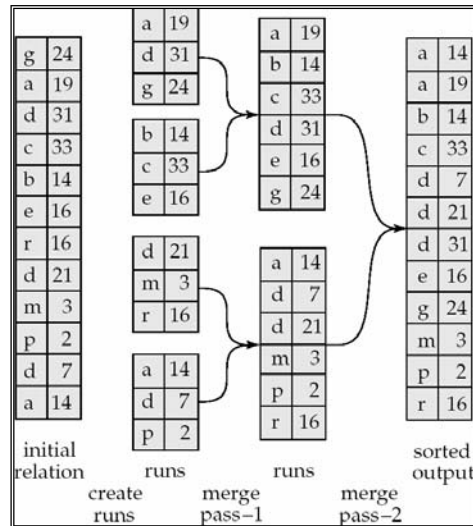 g 24
a 19
d 31
c 33
b 14
e 16
r 16
d 21
m 3
p 2
d 7
a 14
initial
relation
a 19
d 31
g 24
b 14
c 33
e 16
d 21
m 3
r 16
a 14
d 7
p 2
runs
a 19
b 14
c 33
d 31
e 16
g 24
a 14
d 7
d 21
m 3
p 2
r 16
runs
a 14
a 19
b 14
c 33
d 7
d 21
d 31
e 16
g 24
m 3
p 2
r 16
sorted
output
create
runs
merge
pass–1
merge
pass–2